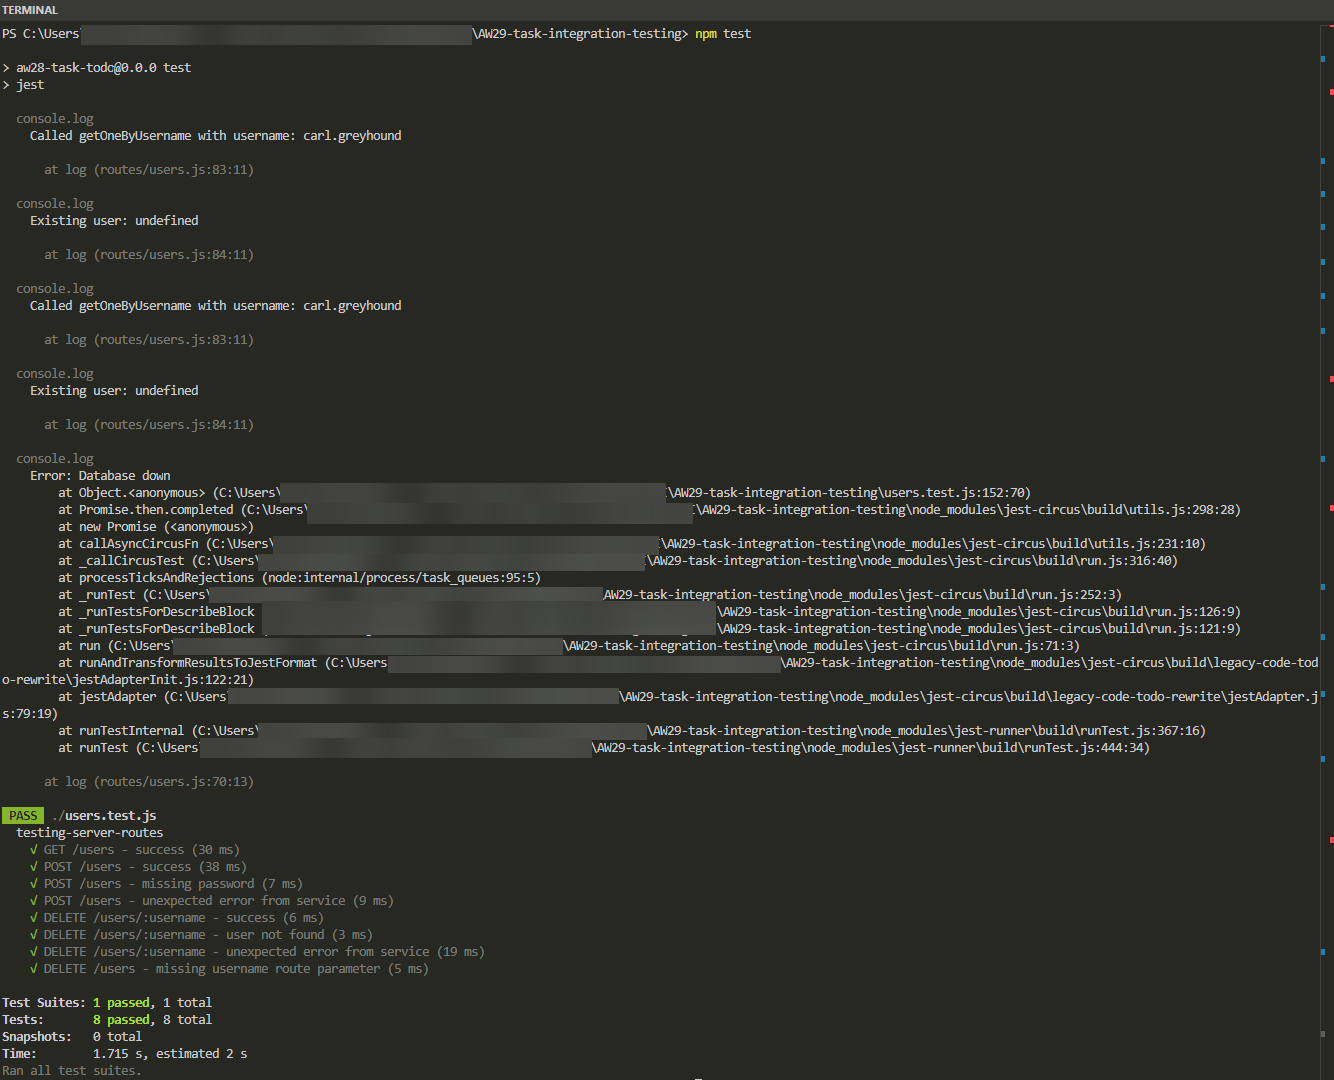 TERMINAL
PS C:\Users \AW29-task-integration-testing> npm test
> aw28-task-todo@0.0.0 test
> jest
console.log
Called getOneByUsername with username: carl.greyhound
at log (routes/users.js:83:11)
console.log
Existing user: undefined
at log (routes/users.js:84:11)
console.log
Called getOneByUsername with username: carl.greyhound
at log (routes/users.js:83:11)
console.log
Existing user: undefined
at log (routes/users.js:84:11)
console.log
Error: Database down
at Object.<anonymous> (C:\Users\ \AW29-task-integration-testing\users.test.js:152:70)
at Promise.then.completed (C:\Users\ \AW29-task-integration-testing\node_modules\jest-circus\build\utils.js:298:28)
at new Promise (<anonymous>)
at callAsyncCircusFn (C:\Users\ \AW29-task-integration-testing\node_modules\jest-circus\build\utils.js:231:10)
at _callCircusTest (C:\Users\ \AW29-task-integration-testing\node_modules\jest-circus\build\run.js:316:40)
at processTicksAndRejections (node:internal/process/task_queues:95:5)
at _runTest (C:\Users\ AW29-task-integration-testing\node_modules\jest-circus\build\run.js:252:3)
at _runTestsForDescribeBlock \AW29-task-integration-testing\node_modules\jest-circus\build\run.js:126:9)
at _runTestsForDescribeBlock \AW29-task-integration-testing\node_modules\jest-circus\build\run.js:121:9)
at run (C:\Users\ \AW29-task-integration-testing\node_modules\jest-circus\build\run.js:71:3)
at runAndTransformResultsToJestFormat (C:\Users \AW29-task-integration-testing\node_modules\jest-circus\build\legacy-code-tod
o-rewrite\jestAdapterInit.js:122:21)
at jestAdapter (C:\Users \AW29-task-integration-testing\node_modules\jest-circus\build\legacy-code-todo-rewrite\jestAdapter.j
s:79:19)
at runTestInternal (C:\Users\ \AW29-task-integration-testing\node_modules\jest-runner\build\runTest.js:367:16)
at runTest (C:\Users \AW29-task-integration-testing\node_modules\jest-runner\build\runTest.js:444:34)
at log (routes/users.js:70:13)
PASS ./users.test.js
testing-server-routes
√ GET /users - success (30 ms)
√ POST /users - success (38 ms)
√ POST /users - missing password (7 ms)
√ POST /users - unexpected error from service (9 ms)
√ DELETE /users/:username - success (6 ms)
√ DELETE /users/:username - user not found (3 ms)
√ DELETE /users/:username - unexpected error from service (19 ms)
√ DELETE /users - missing username route parameter (5 ms)
Test Suites: 1 passed, 1 total
Tests: 8 passed, 8 total
Snapshots: 0 total
Time: 1.715 s, estimated 2 s
Ran all test suites.